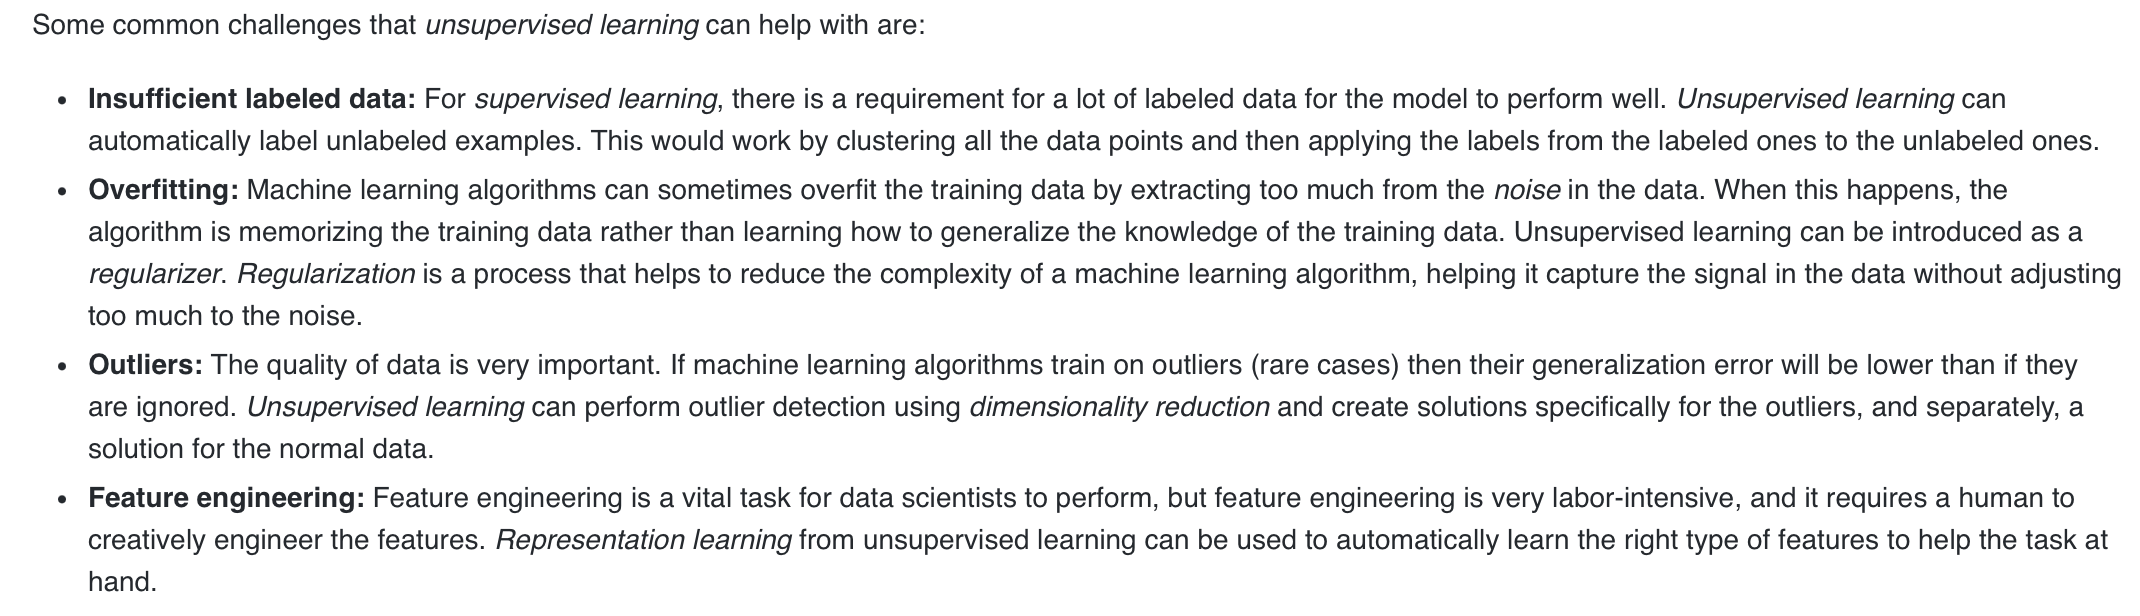 Some common challenges that unsupervised learning can help with are:
• Insufficient labeled data: For supervised learning, there is a requirement for a lot of labeled data for the model to perform well. Unsupervised learning can
automatically label unlabeled examples. This would work by clustering all the data points and then applying the labels from the labeled ones to the unlabeled ones.
• Overfitting: Machine learning algorithms can sometimes overfit the training data by extracting too much from the noise in the data. When this happens, the
algorithm is memorizing the training data rather than learning how to generalize the knowledge of the training data. Unsupervised learning can be introduced as a
regularizer. Regularization is a process that helps to reduce the complexity of a machine learning algorithm, helping it capture the signal in the data without adjusting
too much to the noise.
• Outliers: The quality of data is very important. If machine learning algorithms train on outliers (rare cases) then their generalization error will be lower than if they
are ignored. Unsupervised learning can perform outlier detection using dimensionality reduction and create solutions specifically for the outliers, and separately, a
solution for the normal data.
• Feature engineering: Feature engineering is a vital task for data scientists to perform, but feature engineering is very labor-intensive, and it requires a human to
creatively engineer the features. Representation learning from unsupervised learning can be used to automatically learn the right type of features to help the task at
hand.